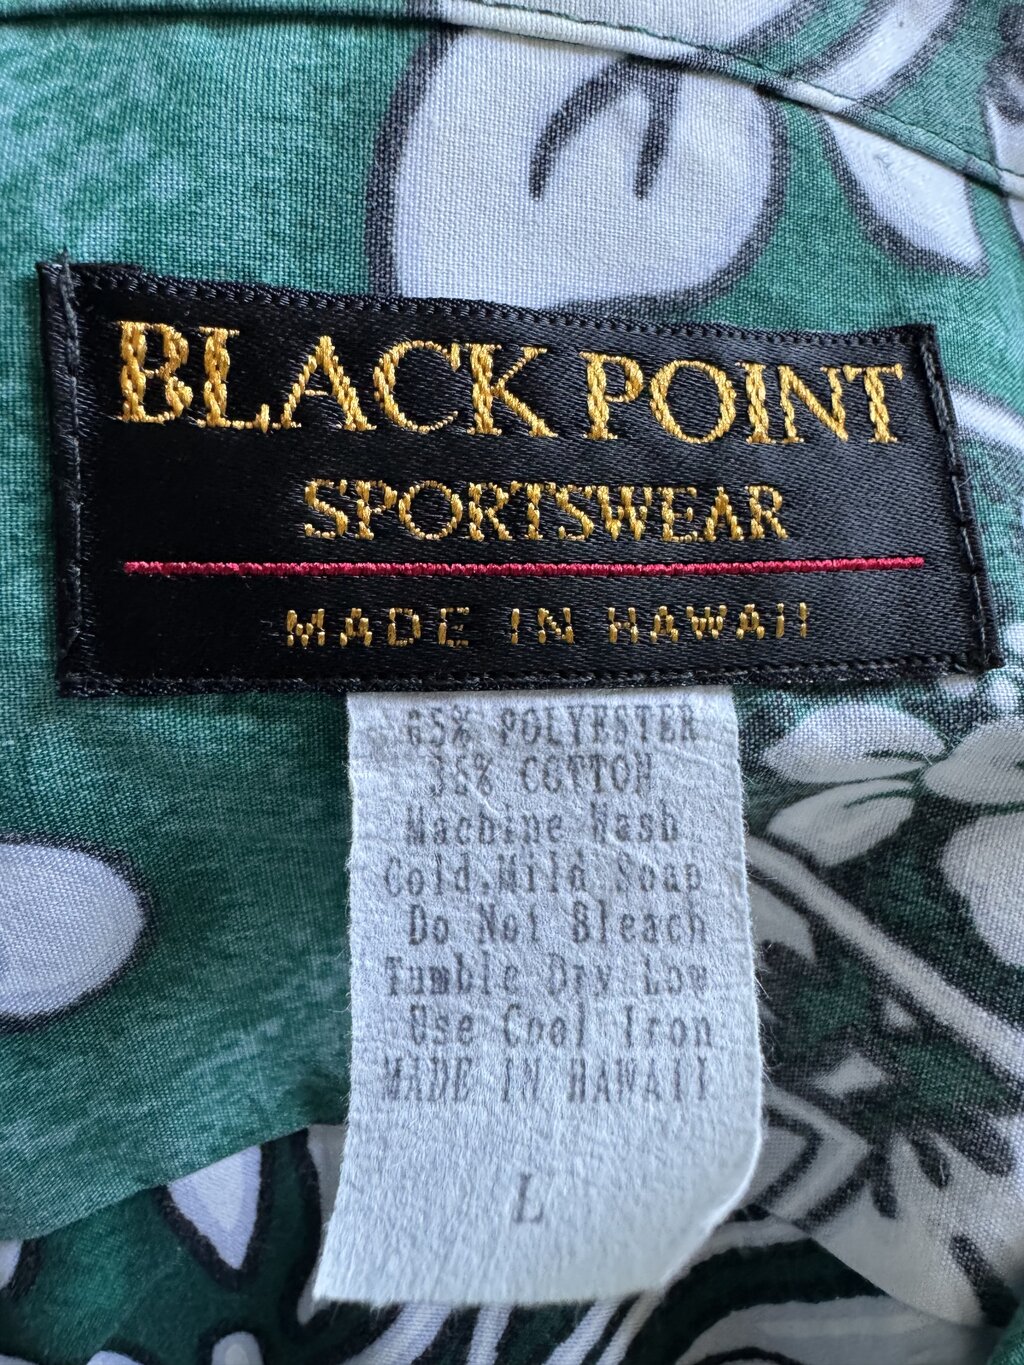 BLACK POINT
SPORTSWEAR
MADE IN HAWAII
65% POLYESTER
35% COTTON
Machine Wash
Cold.Mild Soap
Do Not Bleach
Tumble Dry Low
Use Cool Iron
MADE IN HAWAII
L